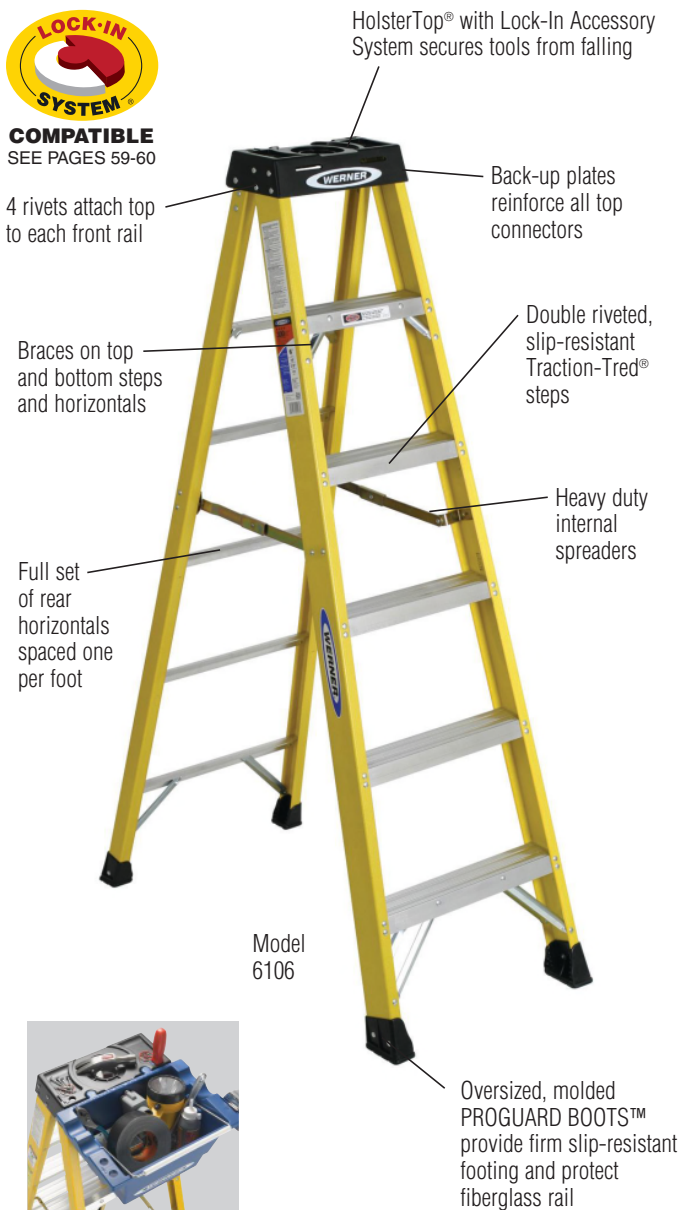 LOCK-IN
SYSTEM®
COMPATIBLE
SEE PAGES 59-60
HolsterTop® with Lock-In Accessory
System secures tools from falling
WERNER
4 rivets attach top
to each front rail
Back-up plates
reinforce all top
connectors
Braces on top
and bottom steps
and horizontals
Double riveted,
slip-resistant
Traction-Tred®
steps
Heavy duty
internal
spreaders
Full set
of rear
horizontals
spaced one
per foot
WERNER
Model
6106
Oversized, molded
PROGUARD BOOTS™
provide firm slip-resistant
footing and protect
fiberglass rail